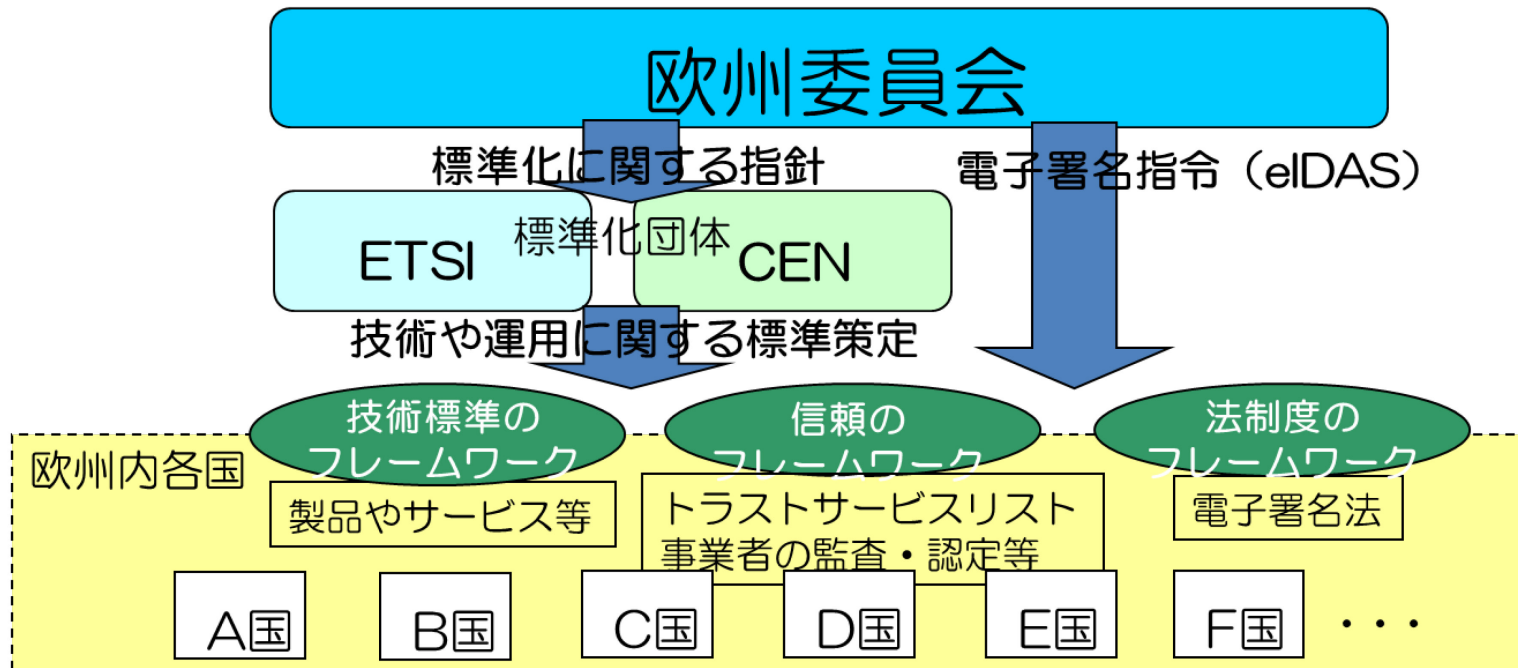 欧州委員会
標準化に関する指針
電子署名指令（eIDAS）
ETSI
標準化団体
CEN
技術や運用に関する標準策定
技術標準の
フレームワーク
信頼の
フレームワーク
法制度の
フレームワーク
欧州内各国
製品やサービス等
トラストサービスリスト
事業者の監査・認定等
電子署名法
A国
B国
C国
D国
E国
F国
・・・